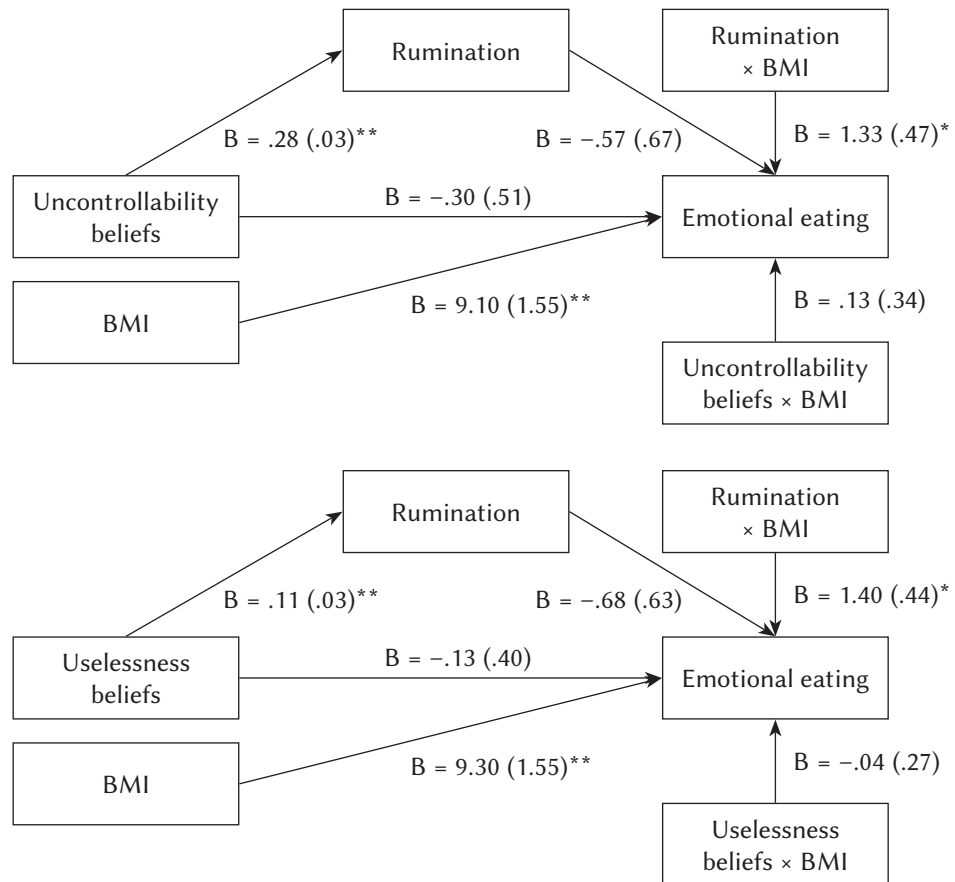 Rumination
Rumination
× BMI
B = .28 (.03)**
B = –.57 (.67)
B = 1.33 (.47)*
Uncontrollability
beliefs
B = –.30 (.51)
Emotional eating
BMI
B = 9.10 (1.55)**
B = .13 (.34)
Uncontrollability
beliefs × BMI
Rumination
Rumination
× BMI
B = .11 (.03)**
B = –.68 (.63)
B = 1.40 (.44)*
Uselessness
beliefs
B = –.13 (.40)
Emotional eating
BMI
B = 9.30 (1.55)**
B = –.04 (.27)
Uselessness
beliefs × BMI